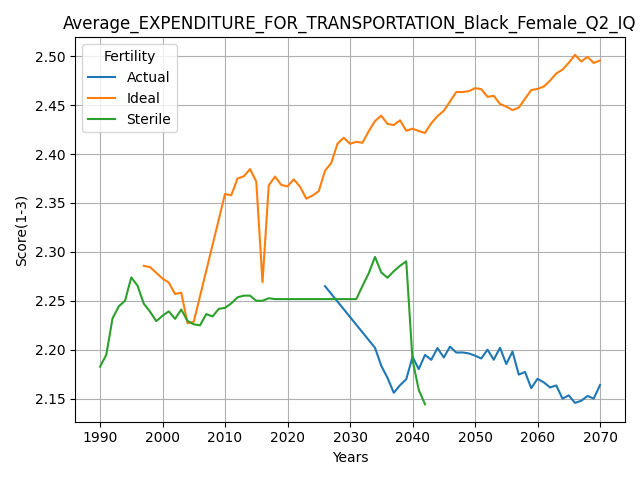 Average_EXPENDITURE_FOR_TRANSPORTATION_Black_Female_Q2_IQ
Fertility
Actual
Ideal
Sterile
Score(1-3)
2.50
2.45
2.40
2.35
2.30
2.25
2.20
2.15
1990 2000 2010 2020 2030 2040 2050 2060 2070
Years